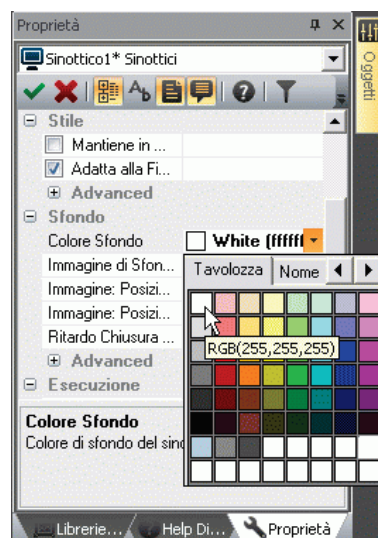 Proprietà
Oggetti
Sinottico1* Sinottici
Stile
Mantiene in ...
Adatta alla Fi...
Advanced
Sfondo
Colore Sfondo White (ffffff
Immagine di Sfon...
Immagine: Posizi...
Immagine: Posizi...
Ritardo Chiusura ...
Advanced
Esecuzione
Tavolozza Nome
RGB(255,255,255)
Colore Sfondo
Colore di sfondo del sino
Librerie... Help Di... Proprietà